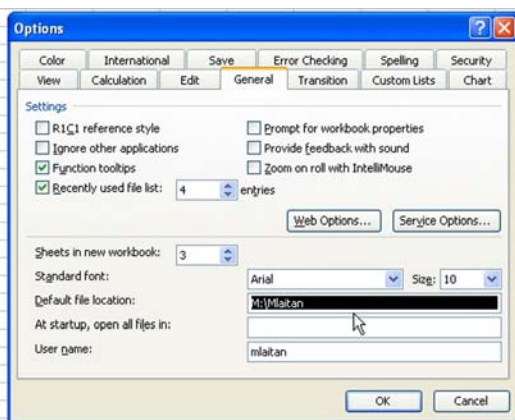 Options
Color International Save Error Checking Spelling Security
View Calculation Edit General Transition Custom Lists Chart
Settings
R1C1 reference style Prompt for workbook properties
Ignore other applications Provide feedback with sound
Function tooltips Zoom on roll with IntelliMouse
Recently used file list: 4 entries
Web Options... Service Options...
Sheets in new workbook: 3
Standard font: Arial Size: 10
Default file location: M:\Mlaitan
At startup, open all files in:
User name: mlaitan
OK Cancel